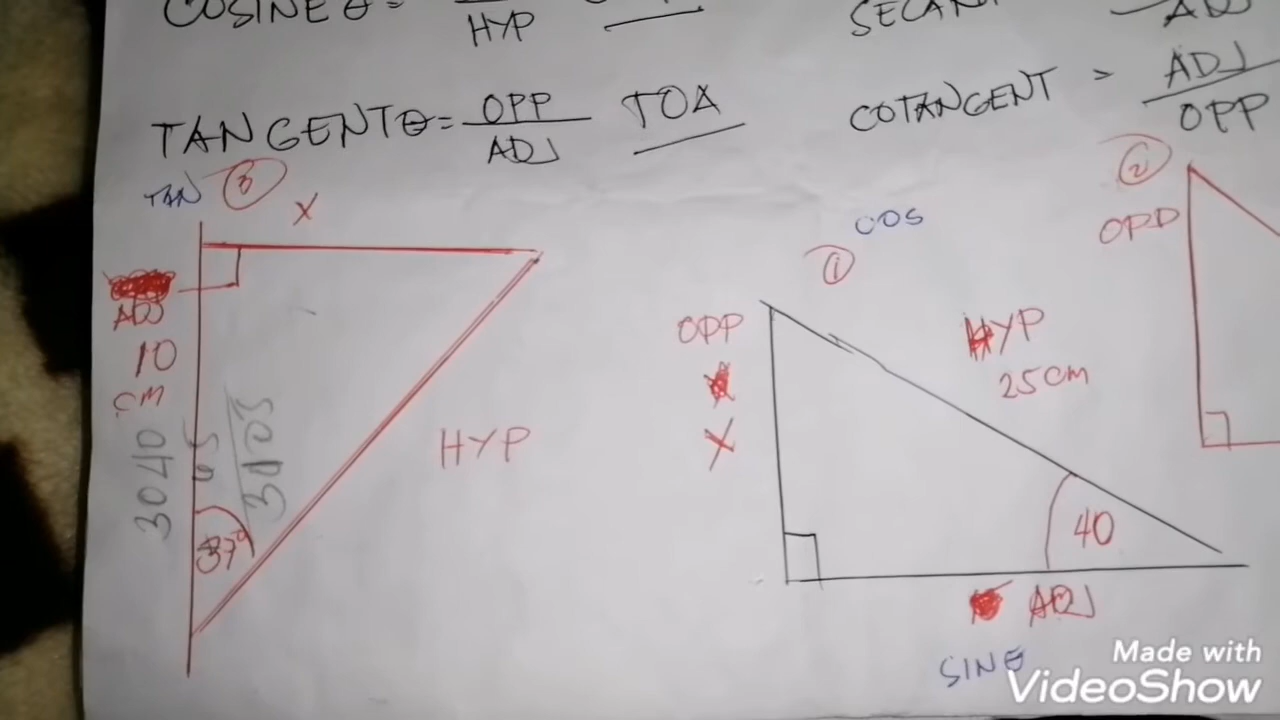 COSINE θ =
HYP
SECANT
ADJ
TANGENT θ = OPP
ADJ
TOA
COTANGENT = ADJ
OPP
TAN ③ X
ADJ
10
cm
3040
37°
HYP
COS
①
OPP
X
HYP
25cm
40
ADJ
SINE
②
OPP
Made with
VideoShow